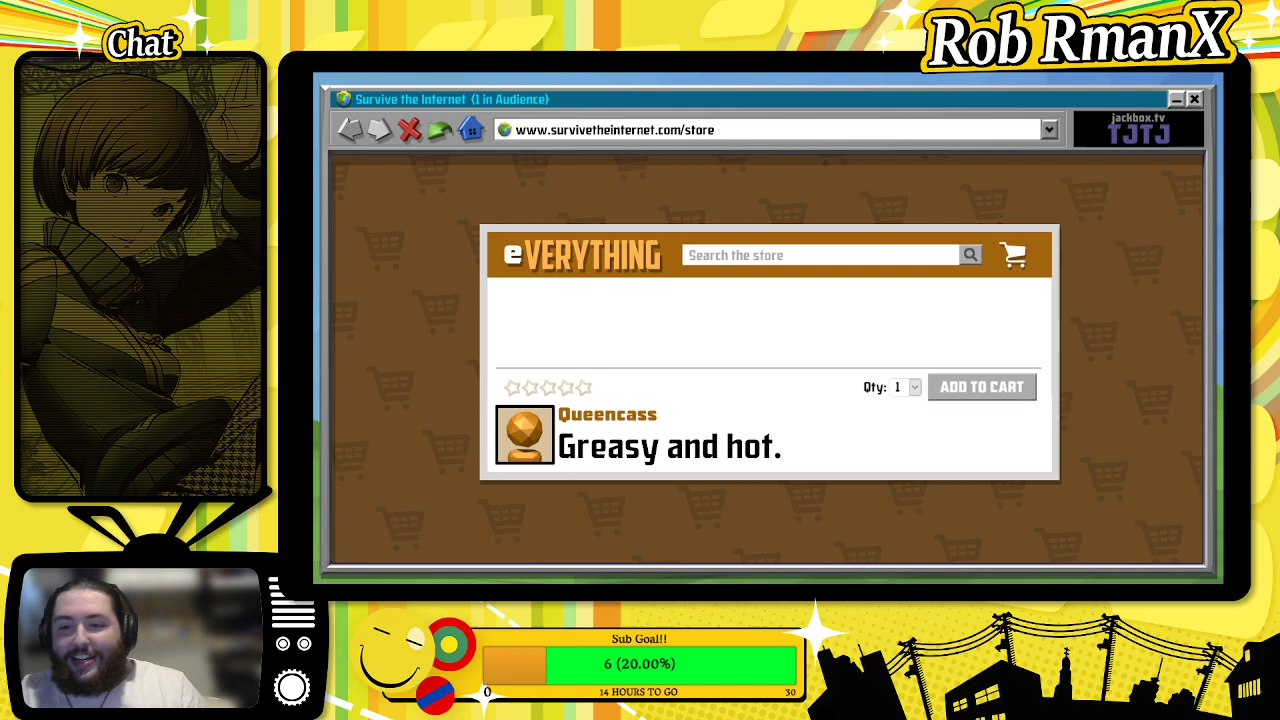 Chat
Rob RmanX
Survive the Internet (1 in Audience)
www.survivetheinternet.com/store
jackbox.tv
TJTJ
eVERYTHING
Search the store
Qty: 1
ADD TO CART
Queencass
Greasy and hot.
Sub Goal!!
6 (20.00%)
0
14 HOURS TO GO
30